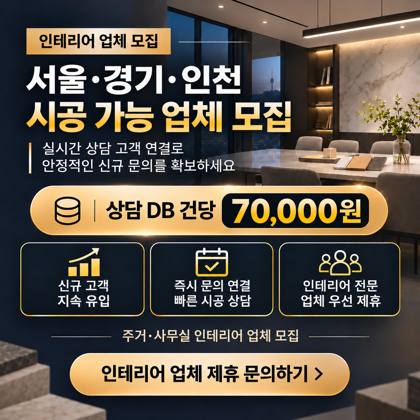 인테리어 업체 모집
서울·경기·인천
시공 가능 업체 모집
실시간 상담 고객 연결로
안정적인 신규 문의를 확보하세요
상담 DB 건당 70,000원
신규 고객
지속 유입
즉시 문의 연결
빠른 시공 상담
인테리어 전문
업체 우선 제휴
주거·사무실 인테리어 업체 모집
인테리어 업체 제휴 문의하기 >